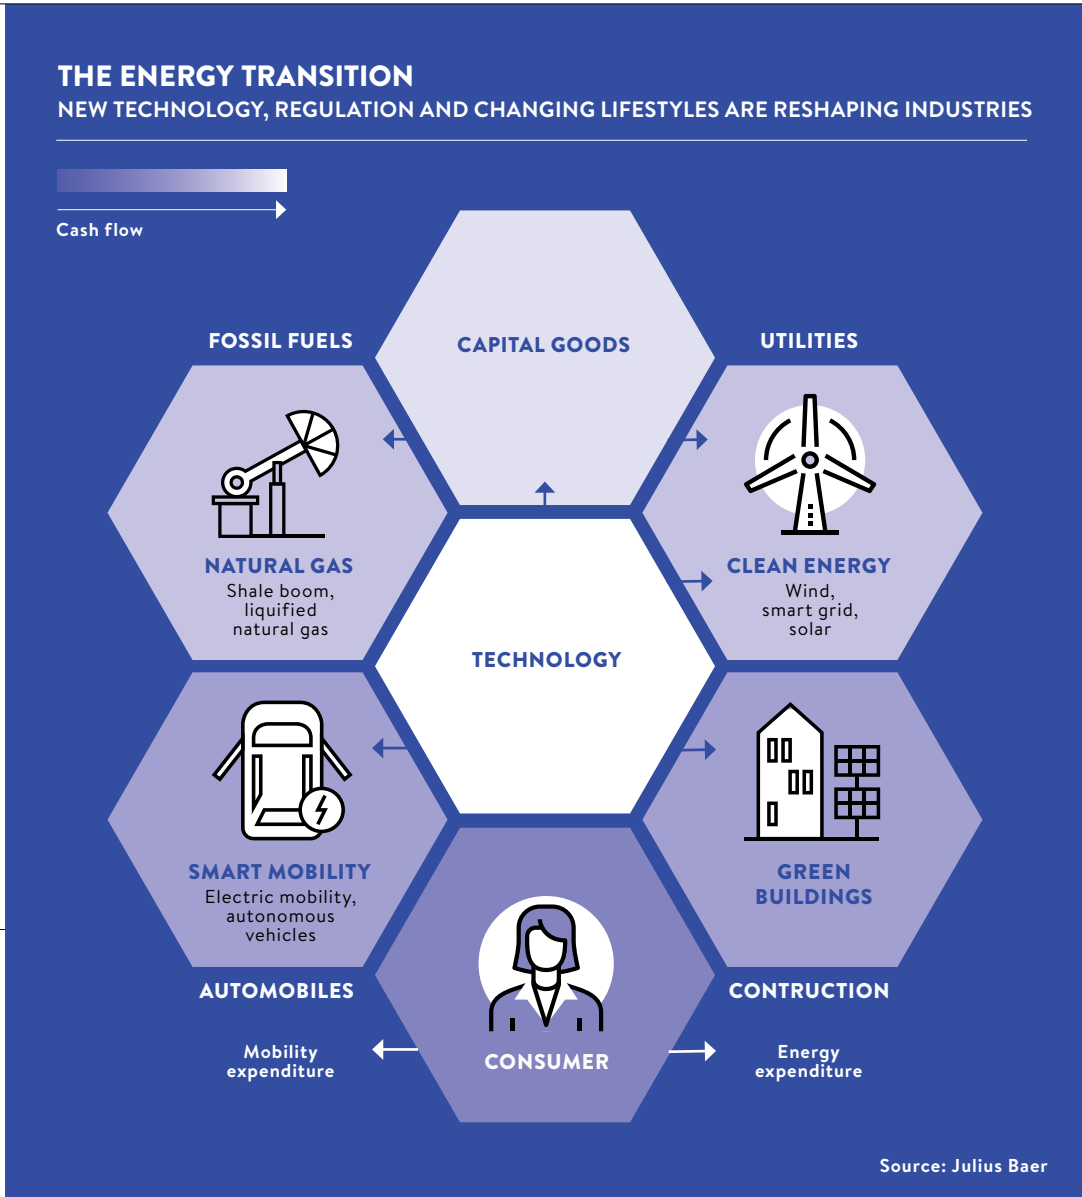 THE ENERGY TRANSITION
NEW TECHNOLOGY, REGULATION AND CHANGING LIFESTYLES ARE RESHAPING INDUSTRIES
Cash flow
FOSSIL FUELS
CAPITAL GOODS
UTILITIES
NATURAL GAS
Shale boom,
liquified
natural gas
CLEAN ENERGY
Wind,
smart grid,
solar
TECHNOLOGY
SMART MOBILITY
Electric mobility,
autonomous
vehicles
GREEN
BUILDINGS
AUTOMOBILES
CONTRUCTION
Mobility
expenditure
CONSUMER
Energy
expenditure
Source: Julius Baer